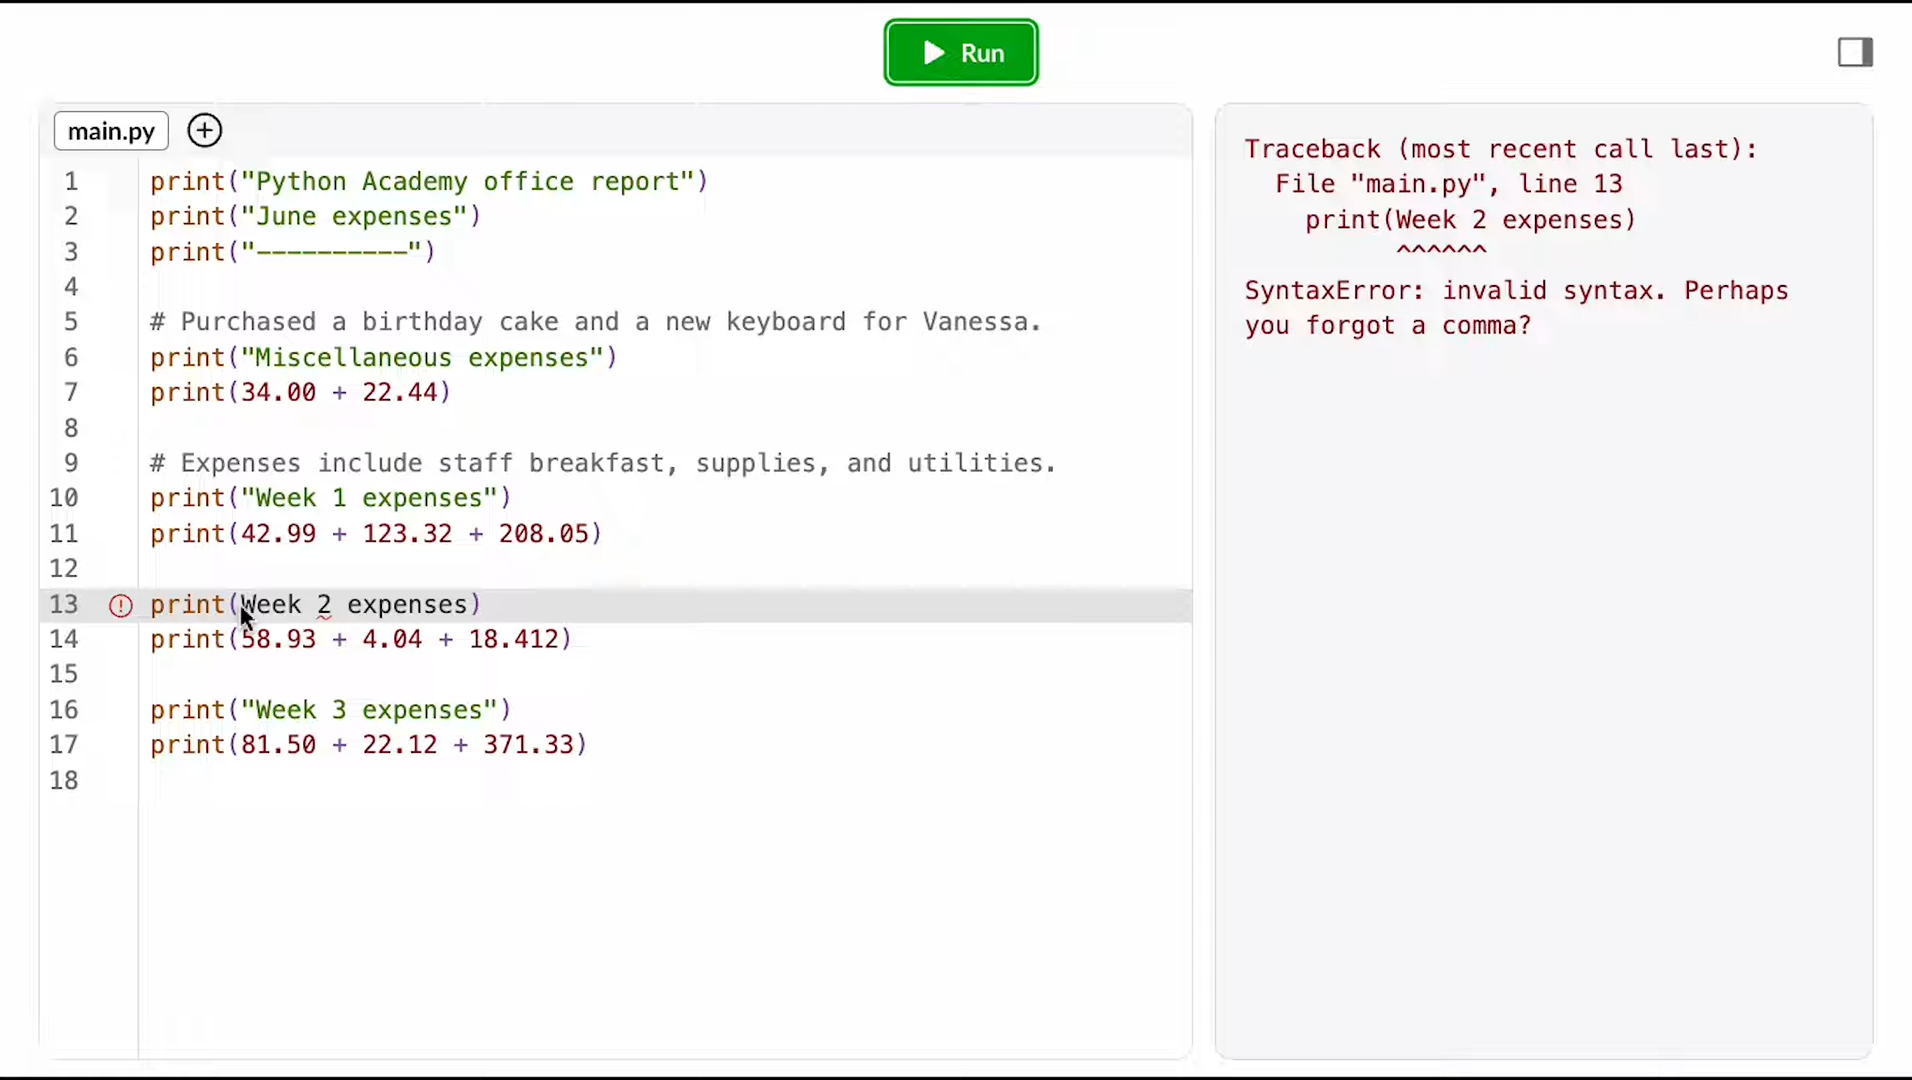 Run
main.py
1 print("Python Academy office report")
2 print("June expenses")
3 print("––––––––––")
4
5 # Purchased a birthday cake and a new keyboard for Vanessa.
6 print("Miscellaneous expenses")
7 print(34.00 + 22.44)
8
9 # Expenses include staff breakfast, supplies, and utilities.
10 print("Week 1 expenses")
11 print(42.99 + 123.32 + 208.05)
12
13 print(Week 2 expenses)
14 print(58.93 + 4.04 + 18.412)
15
16 print("Week 3 expenses")
17 print(81.50 + 22.12 + 371.33)
18
Traceback (most recent call last):
File "main.py", line 13
print(Week 2 expenses)
^^^^^^
SyntaxError: invalid syntax. Perhaps
you forgot a comma?